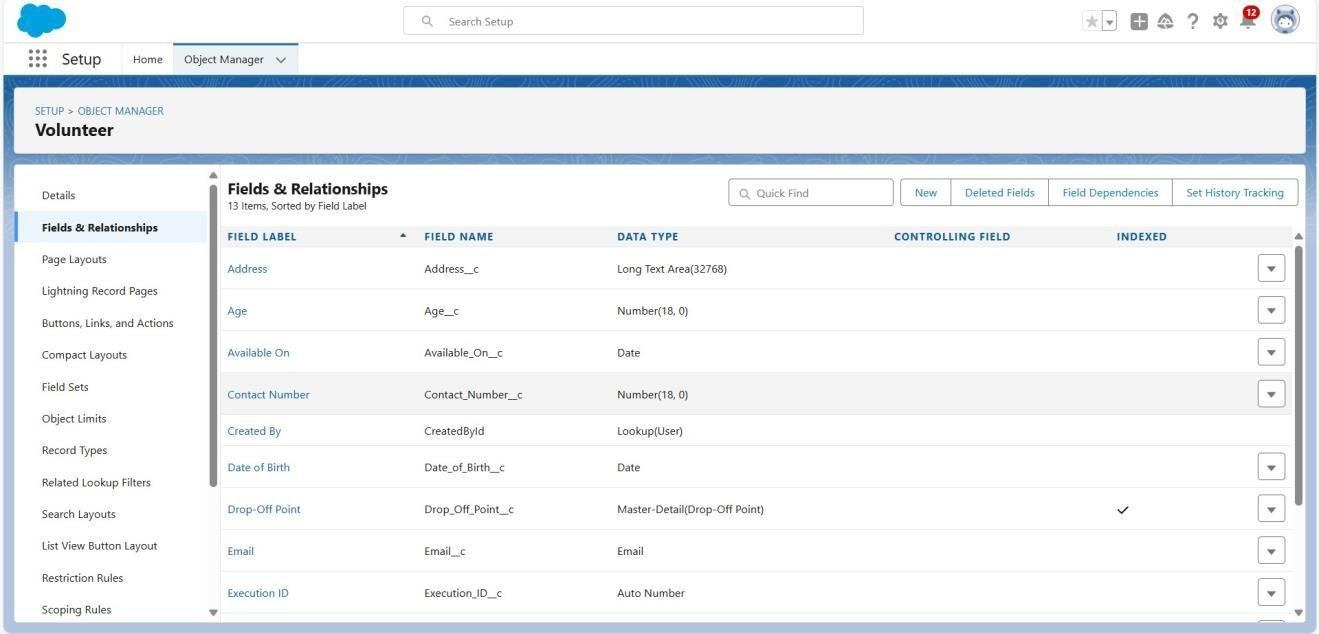 Search Setup
12
Setup
Home
Object Manager
SETUP > OBJECT MANAGER
Volunteer
Details
Fields & Relationships
Page Layouts
Lightning Record Pages
Buttons, Links, and Actions
Compact Layouts
Field Sets
Object Limits
Record Types
Related Lookup Filters
Search Layouts
List View Button Layout
Restriction Rules
Scoping Rules
Fields & Relationships
13 Items, Sorted by Field Label
Quick Find
New
Deleted Fields
Field Dependencies
Set History Tracking
FIELD LABEL FIELD NAME DATA TYPE CONTROLLING FIELD INDEXED
Address Address__c Long Text Area(32768)
Age Age__c Number(18, 0)
Available On Available_On__c Date
Contact Number Contact_Number__c Number(18, 0)
Created By CreatedById Lookup(User)
Date of Birth Date_of_Birth__c Date
Drop-Off Point Drop_Off_Point__c Master-Detail(Drop-Off Point)
Email Email__c Email
Execution ID Execution_ID__c Auto Number